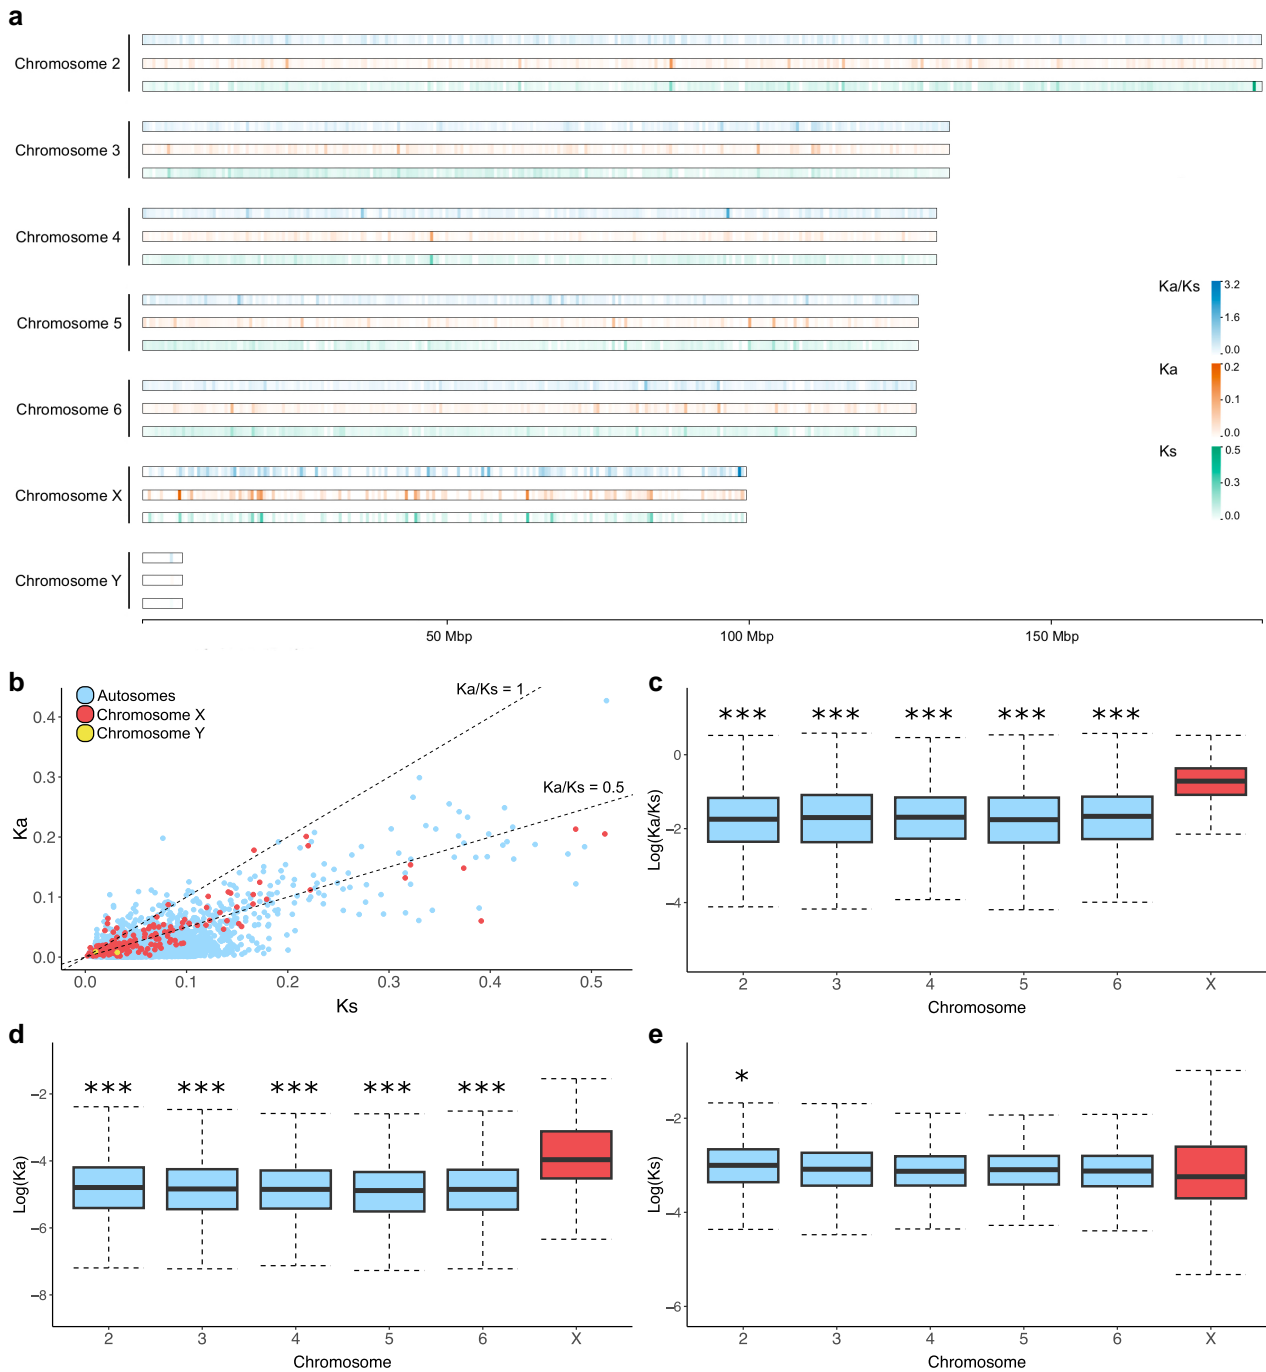 a
Chromosome 2
Chromosome 3
Chromosome 4
Chromosome 5
Chromosome 6
Chromosome X
Chromosome Y
Ka/Ks
3.2
1.6
0.0
Ka
0.2
0.1
0.0
Ks
0.5
0.3
0.0
50 Mbp
100 Mbp
150 Mbp
b
Autosomes
Chromosome X
Chromosome Y
Ka/Ks = 1
Ka/Ks = 0.5
Ka
0.4
0.3
0.2
0.1
0.0
0.0
0.1
0.2
0.3
0.4
0.5
Ks
c
***
***
***
***
***
Log(Ka/Ks)
0
−2
−4
2
3
4
5
6
X
Chromosome
d
***
***
***
***
***
Log(Ka)
−2
−4
−6
−8
2
3
4
5
6
X
Chromosome
e
*
Log(Ks)
−2
−4
−6
2
3
4
5
6
X
Chromosome